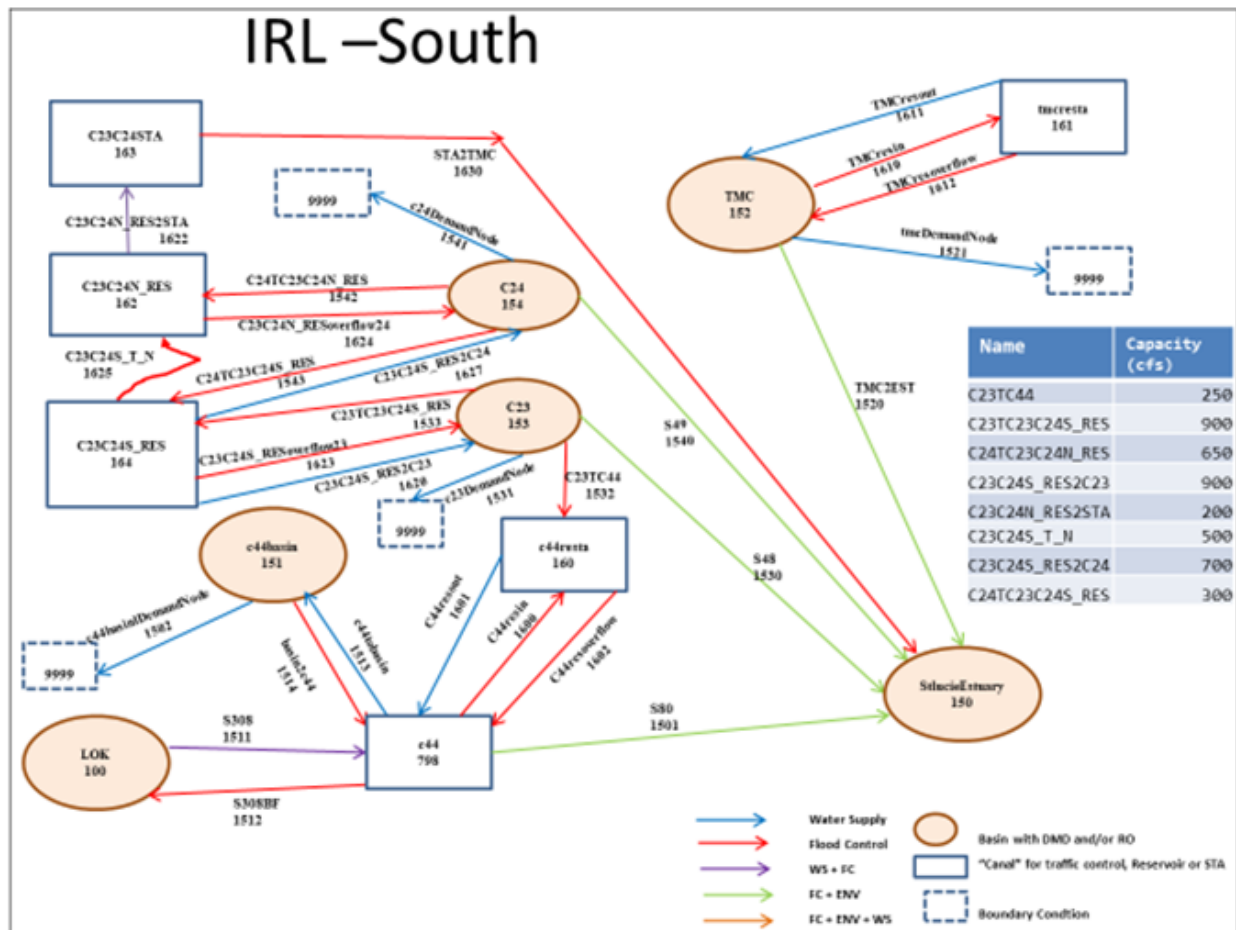 IRL –South
C23C24STA
163
STA2TMC
1630
TMCresout
1611
tmcresta
161
TMCresin
1610
TMCresoverflow
1612
TMC
152
tmcDemandNode
1521
9999
9999
c24DemandNode
1541
C23C24N_RES2STA
1622
C23C24N_RES
162
C24TC23C24N_RES
1542
C24
154
C23C24N_RESoverflow24
1624
C23C24S_T_N
1625
C24TC23C24S_RES
1543
C23C24S_RES2C24
1627
C23TC23C24S_RES
1533
C23
153
C23C24S_RES
164
C23C24S_RESoverflow23
1623
C23C24S_RES2C23
1620
c23DemandNode
1531
9999
C23TC44
1532
S49
1540
TMC2EST
1520
Name Capacity
(cfs)
C23TC44 250
C23TC23C24S_RES 900
C24TC23C24N_RES 650
C23C24S_RES2C23 900
C23C24N_RES2STA 200
C23C24S_T_N 500
C23C24S_RES2C24 700
C24TC23C24S_RES 300
c44basin
151
c44resta
160
S48
1530
c44basinIDemandNode
1502
9999
basin2c44
1514
c44tobasin
1513
C44resout
1601
C44resin
1600
C44resoverflow
1602
StlucieEstuary
150
LOK
100
S308
1511
c44
798
S80
1501
S308BF
1512
Water Supply
Flood Control
WS + FC
FC + ENV
FC + ENV + WS
Basin with DMD and/or RO
"Canal" for traffic control, Reservoir or STA
Boundary Condtion